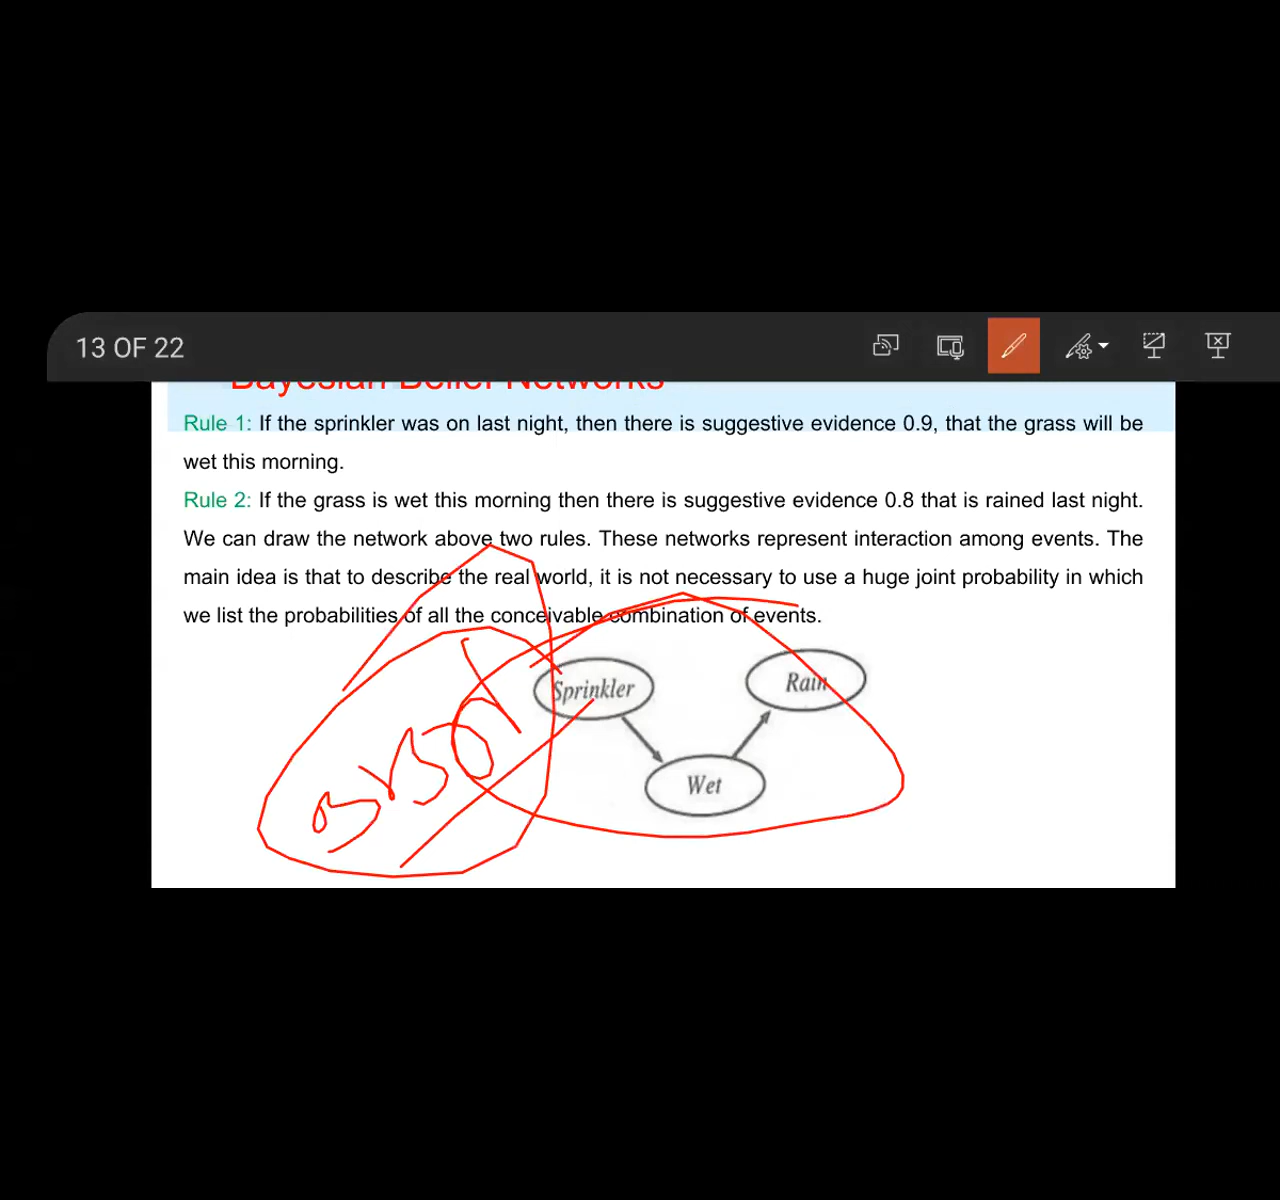 13 OF 22
Bayesian Belief Networks
Rule 1: If the sprinkler was on last night, then there is suggestive evidence 0.9, that the grass will be
wet this morning.
Rule 2: If the grass is wet this morning then there is suggestive evidence 0.8 that is rained last night.
We can draw the network above two rules. These networks represent interaction among events. The
main idea is that to describe the real world, it is not necessary to use a huge joint probability in which
we list the probabilities of all the conceivable combination of events.
Sprinkler
Rain
Wet